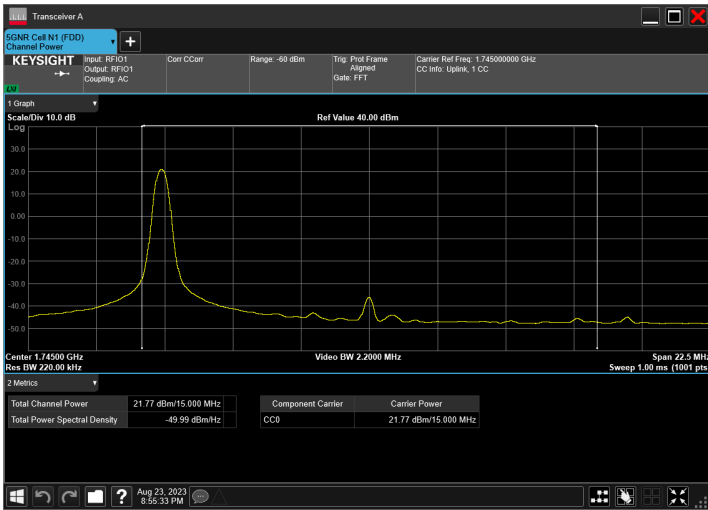 Transceiver A
5GNR Cell N1 (FDD)
Channel Power
KEYSIGHT
Input: RFIO1
Output: RFIO1
Coupling: AC
Corr CCorr
Range: -60 dBm
Trig: Prot Frame
Aligned
Gate: FFT
Carrier Ref Freq: 1.745000000 GHz
CC Info: Uplink, 1 CC
LXI
1 Graph
Scale/Div 10.0 dB
Ref Value 40.00 dBm
Log
30.0
20.0
10.0
0.00
-10.0
-20.0
-30.0
-40.0
-50.0
Center 1.74500 GHz
Video BW 2.2000 MHz
Span 22.5 MHz
Res BW 220.00 kHz
Sweep 1.00 ms (1001 pts
2 Metrics
Total Channel Power 21.77 dBm/15.000 MHz
Total Power Spectral Density -49.99 dBm/Hz
Component Carrier Carrier Power
CC0 21.77 dBm/15.000 MHz
?
Aug 23, 2023
8:55:33 PM